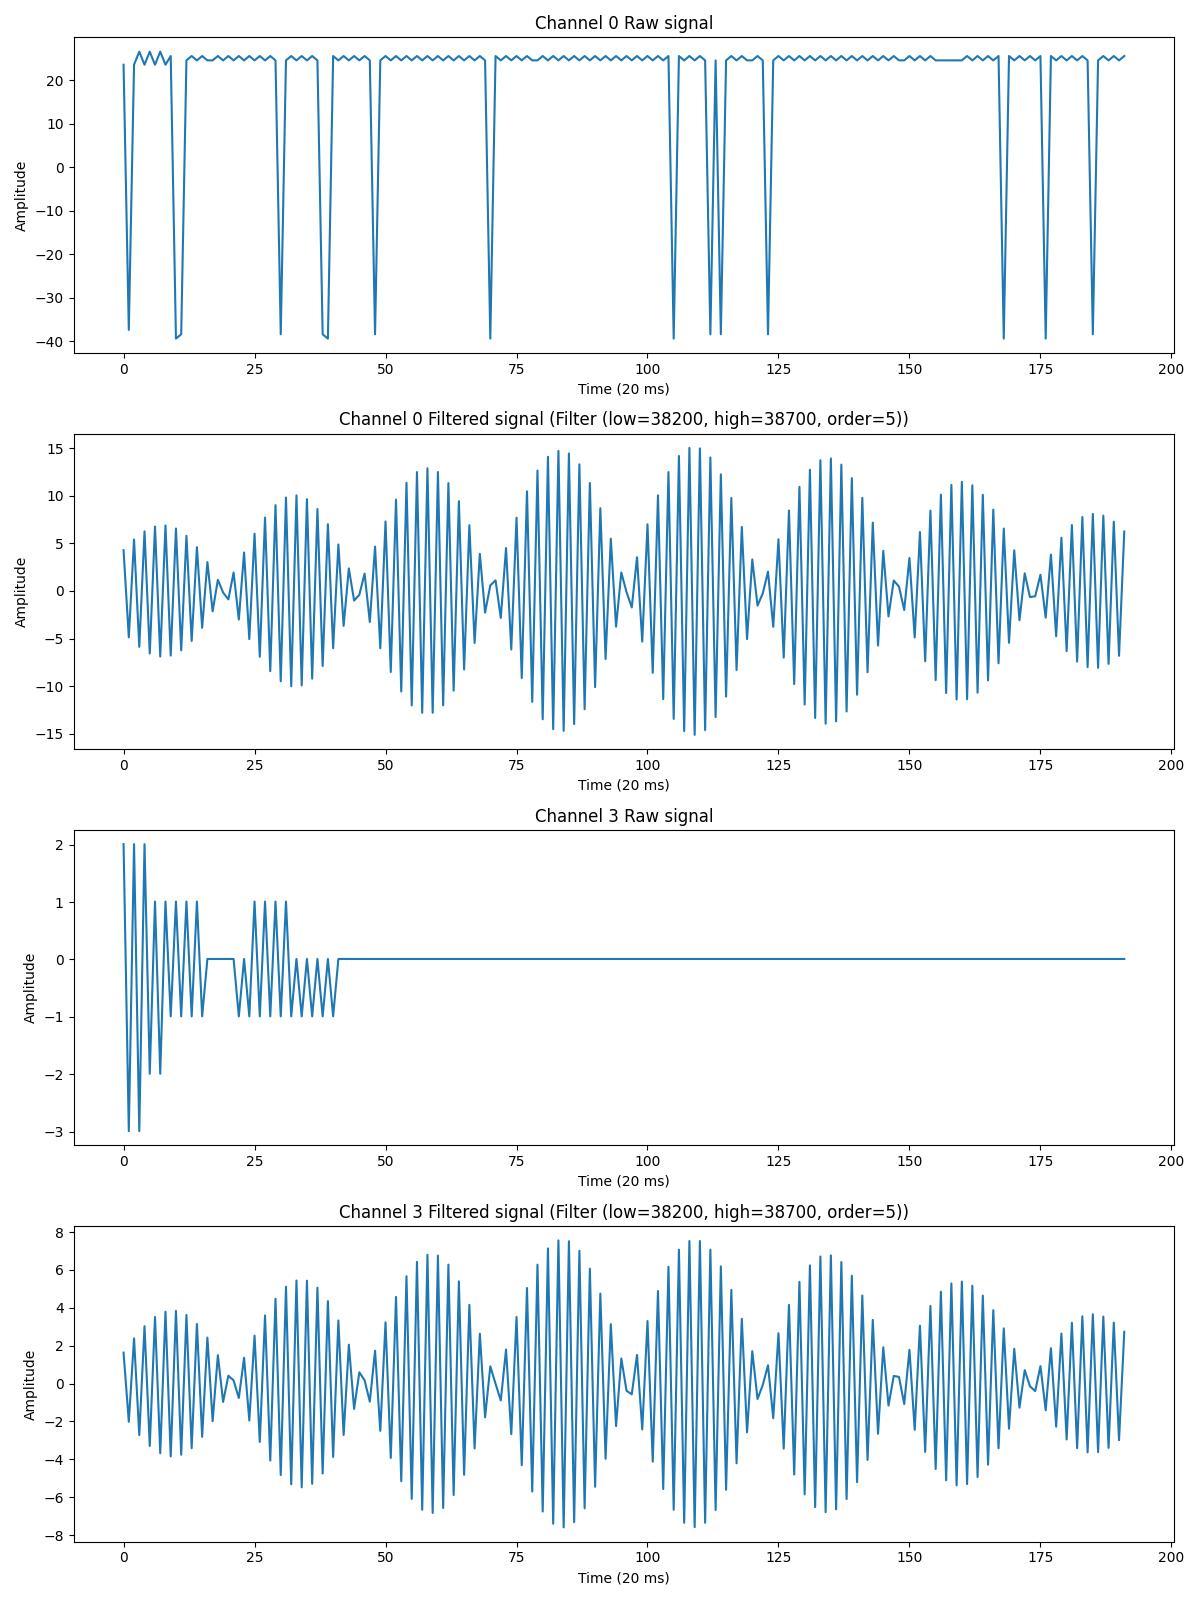 Channel 0 Raw signal
20
10
0
−10
−20
−30
−40
Amplitude
0 25 50 75 100 125 150 175 200
Time (20 ms)
Channel 0 Filtered signal (Filter (low=38200, high=38700, order=5))
15
10
5
0
−5
−10
−15
Amplitude
0 25 50 75 100 125 150 175 200
Time (20 ms)
Channel 3 Raw signal
2
1
0
−1
−2
−3
Amplitude
0 25 50 75 100 125 150 175 200
Time (20 ms)
Channel 3 Filtered signal (Filter (low=38200, high=38700, order=5))
8
6
4
2
0
−2
−4
−6
−8
Amplitude
0 25 50 75 100 125 150 175 200
Time (20 ms)